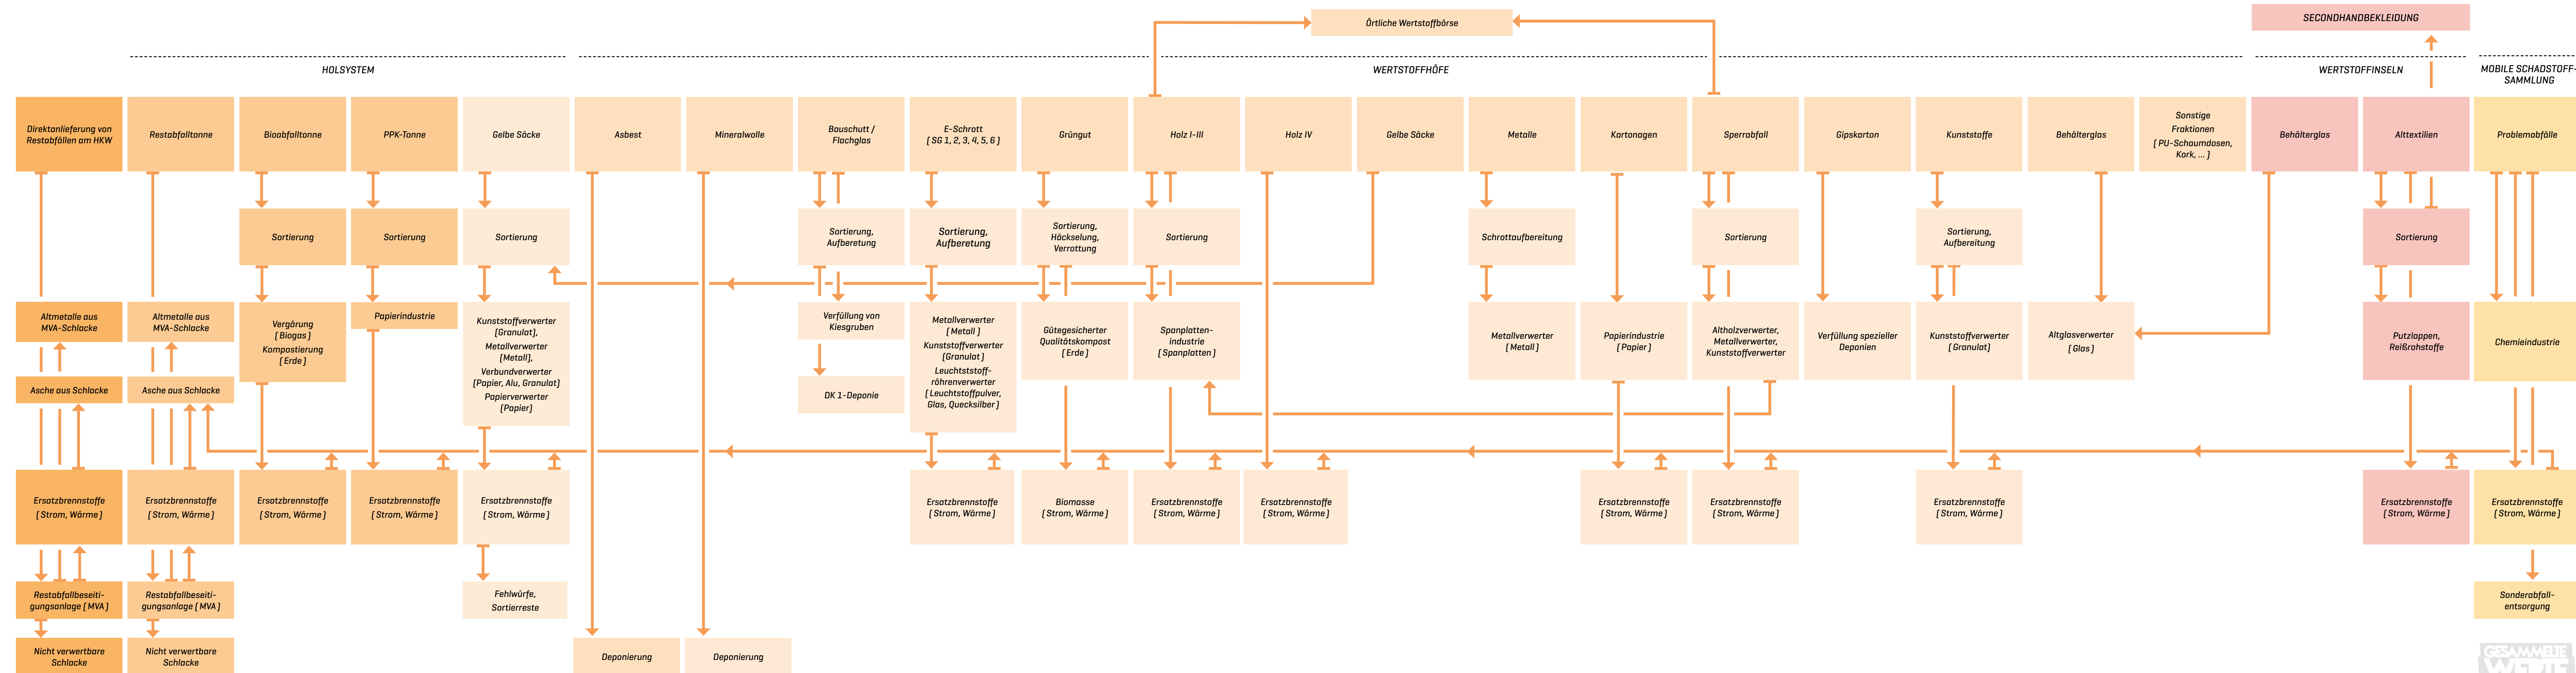 Örtliche Wertstoffbörse
SECONDHANDBEKLEIDUNG
HOLSYSTEM
WERTSTOFFHÖFE
WERTSTOFFINSELN
MOBILE SCHADSTOFF-
SAMMLUNG
Direktanlieferung von
Restabfällen am HKW
Restabfalltonne
Bioabfalltonne
PPK-Tonne
Gelbe Säcke
Asbest
Mineralwolle
Bauschutt /
Flachglas
E-Schrott
( SG 1, 2, 3, 4, 5, 6 )
Grüngut
Holz I-III
Holz IV
Gelbe Säcke
Metalle
Kartonagen
Sperrabfall
Gipskarton
Kunststoffe
Behälterglas
Sonstige
Fraktionen
( PU-Schaumdosen,
Kork, ... )
Behälterglas
Alttextilien
Problemabfälle
Sortierung
Sortierung
Sortierung
Sortierung,
Aufberetung
Sortierung,
Aufberetung
Sortierung,
Häckselung,
Verrottung
Sortierung
Schrottaufbereitung
Sortierung
Sortierung,
Aufbereitung
Sortierung
Altmetalle aus
MVA-Schlacke
Altmetalle aus
MVA-Schlacke
Vergärung
( Biogas )
Kompostierung
( Erde )
Papierindustrie
Kunststoffverwerter
(Granulat),
Metallverwerter
(Metall),
Verbundverwerter
(Papier, Alu, Granulat)
Papierverwerter
(Papier)
Verfüllung von
Kiesgruben
Metallverwerter
( Metall )
Kunststoffverwerter
(Granulat )
Leuchtststoff-
röhrenverwerter
( Leuchtstoffpulver,
Glas, Quecksilber )
Gütegesicherter
Qualitätskompost
( Erde )
Spanplatten-
industrie
( Spanplatten )
Metallverwerter
( Metall )
Papierindustrie
( Papier )
Altholzverwerter,
Metallverwerter,
Kunststoffverwerter
Verfüllung spezieller
Deponien
Kunststoffverwerter
( Granulat)
Altglasverwerter
( Glas )
Putzlappen,
Reißrohstoffe
Chemieindustrie
Asche aus Schlacke
Asche aus Schlacke
DK 1-Deponie
Ersatzbrennstoffe
( Strom, Wärme )
Ersatzbrennstoffe
( Strom, Wärme )
Ersatzbrennstoffe
( Strom, Wärme )
Ersatzbrennstoffe
( Strom, Wärme )
Ersatzbrennstoffe
( Strom, Wärme )
Ersatzbrennstoffe
( Strom, Wärme )
Biomasse
( Strom, Wärme )
Ersatzbrennstoffe
( Strom, Wärme )
Ersatzbrennstoffe
( Strom, Wärme )
Ersatzbrennstoffe
( Strom, Wärme )
Ersatzbrennstoffe
( Strom, Wärme )
Ersatzbrennstoffe
( Strom, Wärme )
Ersatzbrennstoffe
( Strom, Wärme )
Ersatzbrennstoffe
( Strom, Wärme )
Restabfallbeseiti-
gungsanlage ( MVA )
Restabfallbeseiti-
gungsanlage ( MVA )
Fehlwürfe,
Sortierreste
Sonderabfall-
entsorgung
Nicht verwertbare
Schlacke
Nicht verwertbare
Schlacke
Deponierung
Deponierung
GESAMMELTE
WERTE